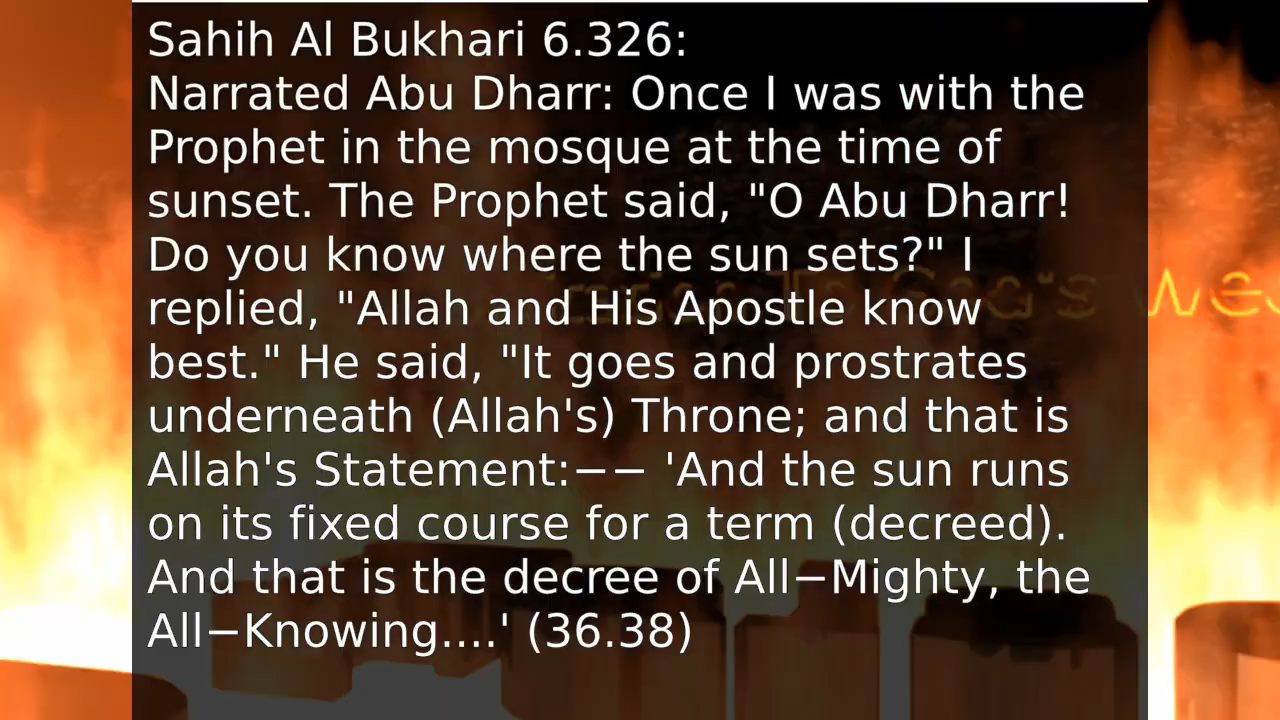 Sahih Al Bukhari 6.326:
Narrated Abu Dharr: Once I was with the
Prophet in the mosque at the time of
sunset. The Prophet said, "O Abu Dharr!
Do you know where the sun sets?" I
replied, "Allah and His Apostle know
best." He said, "It goes and prostrates
underneath (Allah's) Throne; and that is
Allah's Statement:−− 'And the sun runs
on its fixed course for a term (decreed).
And that is the decree of All−Mighty, the
All−Knowing....' (36.38)